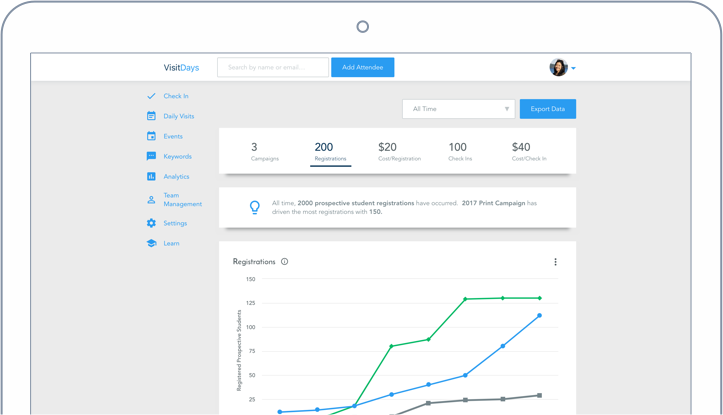 VisitDays
Search by name or email...
Add Attendee
Check In
Daily Visits
Events
Keywords
Analytics
Team
Management
Settings
Learn
All Time
Export Data
3
Campaigns
200
Registrations
$20
Cost/Registration
100
Check Ins
$40
Cost/Check In
All time, 2000 prospective student registrations have occurred. 2017 Print Campaign has
driven the most registrations with 150.
Registrations
150
125
100
75
50
25
Registered Prospective Students